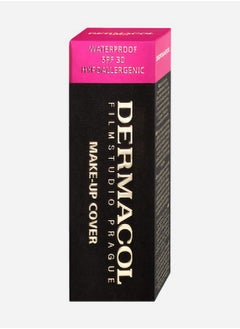 WATERPROOF
SPF 30
HYPOALLERGENIC
DERMACOL
FILMSTUDIO PRAGUE
MAKE-UP COVER